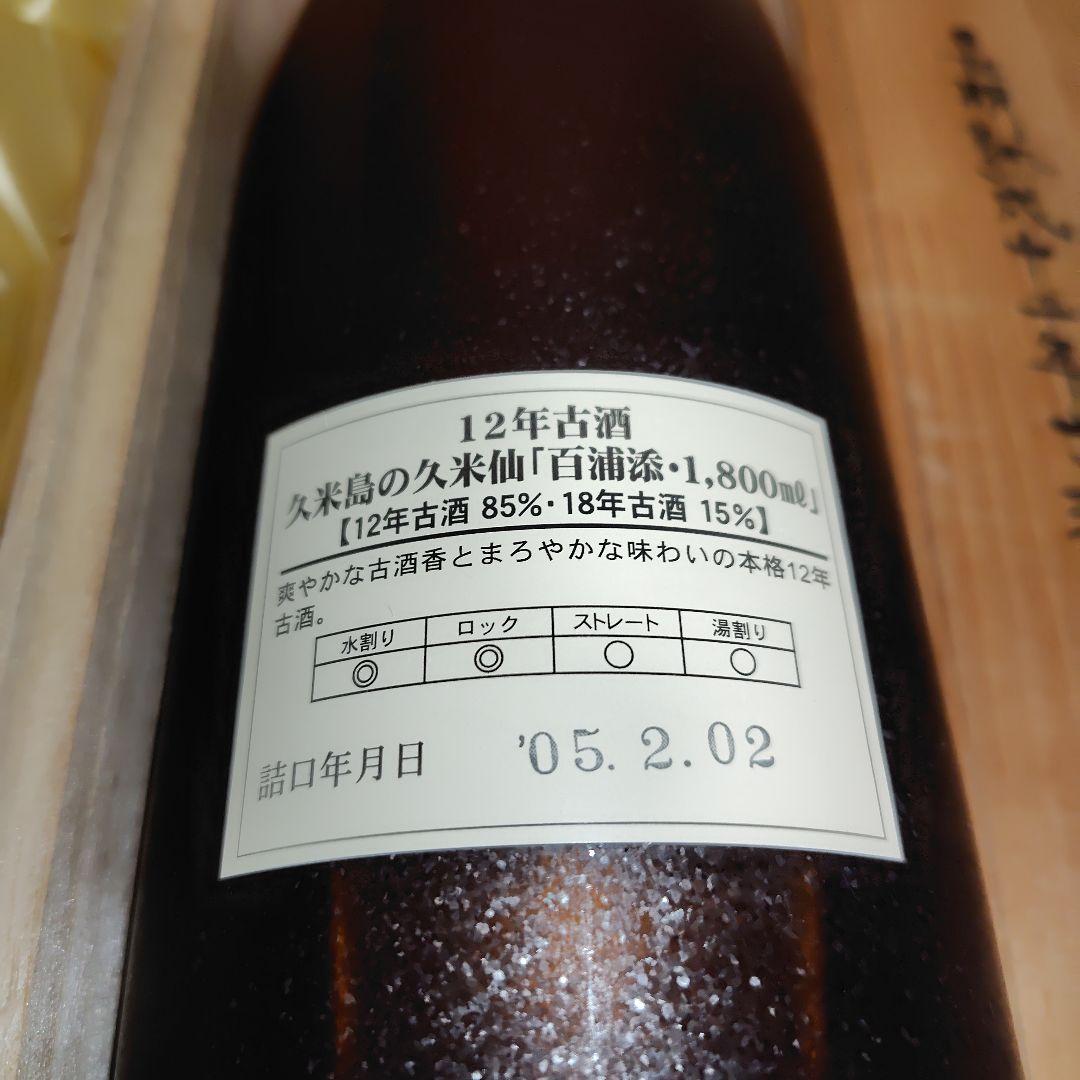 12年古酒
久米島の久米仙「百浦添・1,800㎖」
【12年古酒 85%・18年古酒 15%】
爽やかな古酒香とまろやかな味わいの本格12年
古酒。
水割り ロック ストレート 湯割り
◎ ◎ ○ ○
詰口年月日 '05.2.02